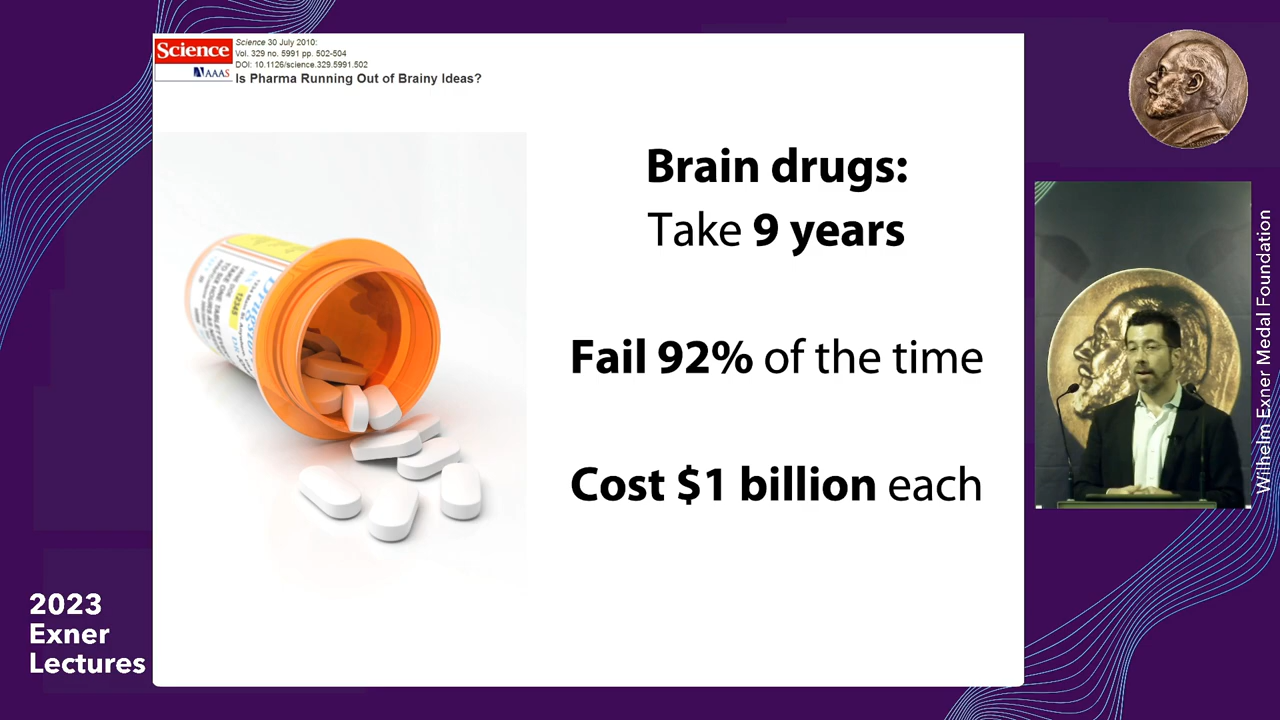 Science
AAAS
Science 30 July 2010:
Vol. 329 no. 5991 pp. 502-504
DOI: 10.1126/science.329.5991.502
Is Pharma Running Out of Brainy Ideas?
Brain drugs:
Take 9 years
Fail 92% of the time
Cost $1 billion each
Wilhelm Exner Medal Foundation
2023
Exner
Lectures